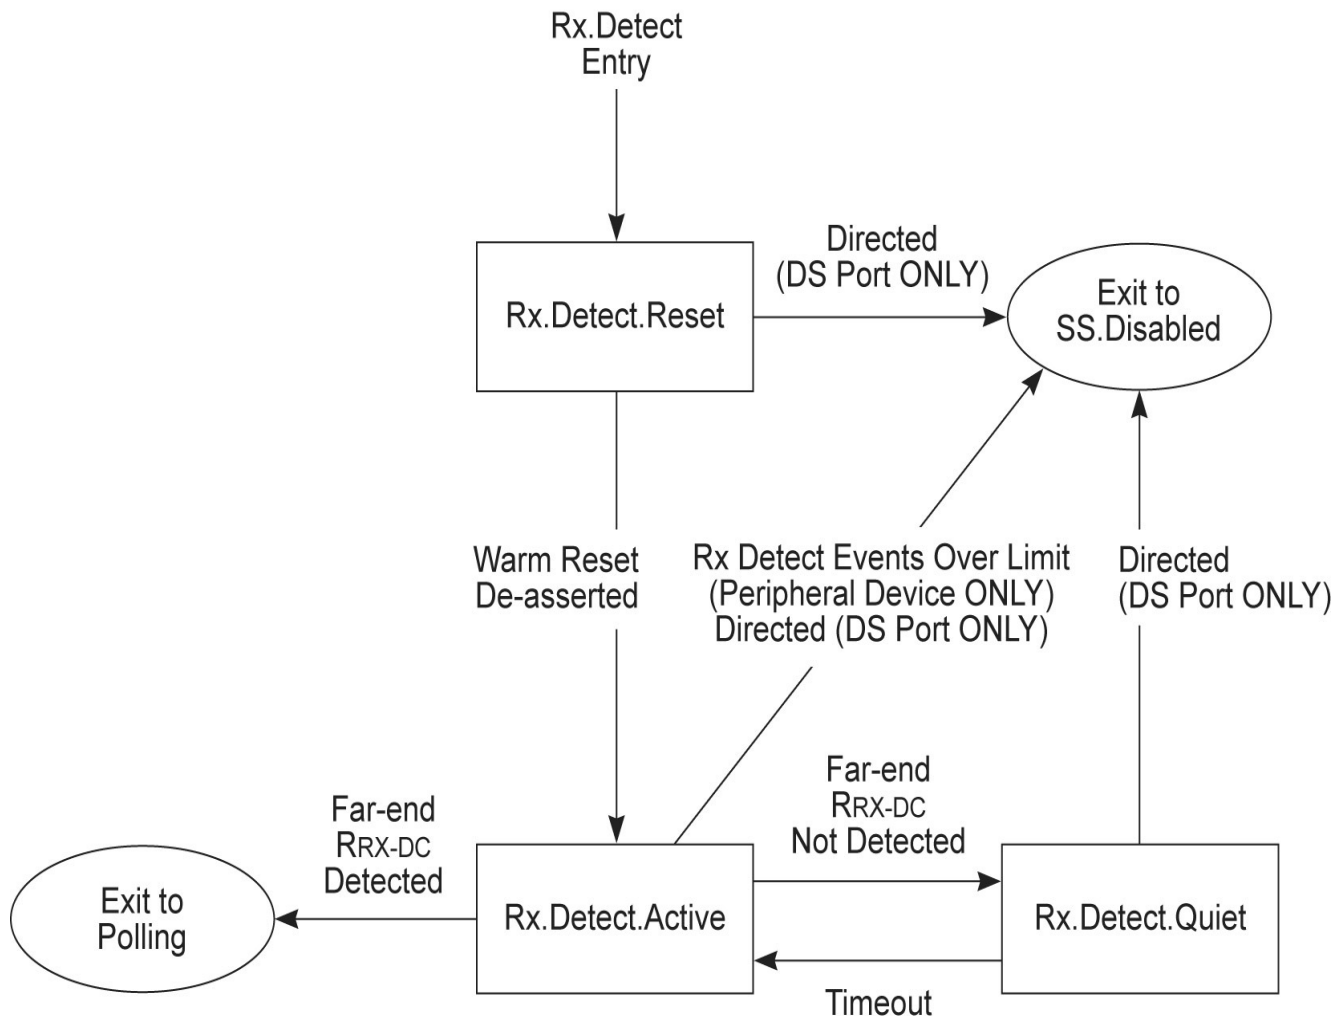 Rx.Detect
Entry
Directed
(DS Port ONLY)
Rx.Detect.Reset
Exit to
SS.Disabled
Warm Reset
De-asserted
Rx Detect Events Over Limit
(Peripheral Device ONLY)
Directed (DS Port ONLY)
Directed
(DS Port ONLY)
Far-end
RRX-DC
Detected
Far-end
RRX-DC
Not Detected
Exit to
Polling
Rx.Detect.Active
Rx.Detect.Quiet
Timeout